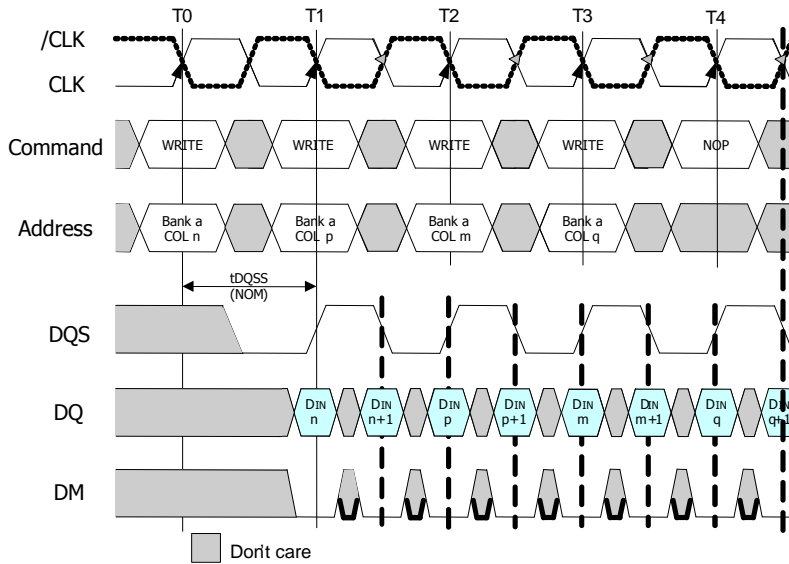 T0 T1 T2 T3 T4
/CLK
CLK
Command WRITE WRITE WRITE WRITE NOP
Address Bank a COL n Bank a COL p Bank a COL m Bank a COL q
tDQSS
(NOM)
DQS
DQ DIN n DIN n+1 DIN p DIN p+1 DIN m DIN m+1 DIN q DIN q+1
DM
Don't care